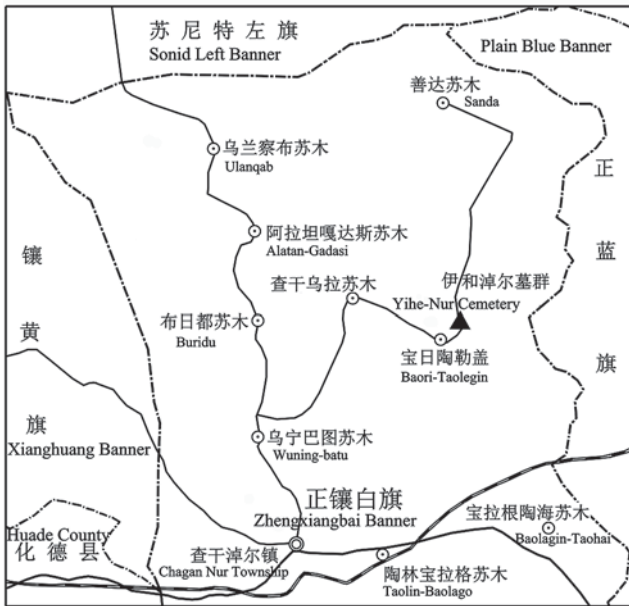 苏尼特左旗
Sonid Left Banner
Plain Blue Banner
善达苏木
Sanda
乌兰察布苏木
Ulanqab
正蓝旗
阿拉坦嘎达斯苏木
Alatan-Gadasi
镶黄旗
Xianghuang Banner
查干乌拉苏木
伊和淖尔墓群
Yihe-Nur Cemetery
布日都苏木
Buridu
宝日陶勒盖
Baori-Taolegin
乌宁巴图苏木
Wuning-batu
正镶白旗
Zhengxiangbai Banner
宝拉根陶海苏木
Baolagin-Taohai
Huade County
化德县
查干淖尔镇
Chagan Nur Township
陶林宝拉格苏木
Taolin-Baolago